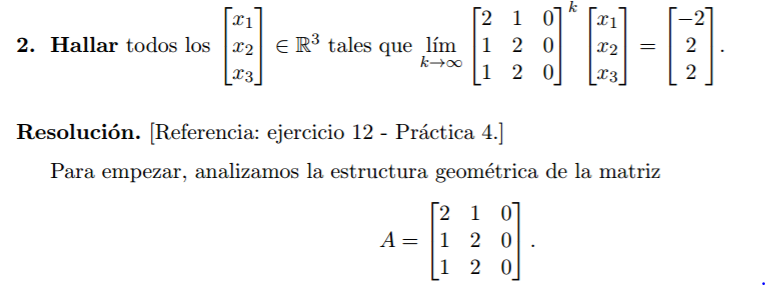 2. Hallar todos los $\begin{bmatrix} x_1 \\ x_2 \\ x_3 \end{bmatrix} \in \mathbb{R}^3$ tales que $\lim\limits_{k \to \infty} \begin{bmatrix} 2 & 1 & 0 \\ 1 & 2 & 0 \\ 1 & 2 & 0 \end{bmatrix}^k \begin{bmatrix} x_1 \\ x_2 \\ x_3 \end{bmatrix} = \begin{bmatrix} -2 \\ 2 \\ 2 \end{bmatrix}$.
Resolución. [Referencia: ejercicio 12 - Práctica 4.]
Para empezar, analizamos la estructura geométrica de la matriz
$A = \begin{bmatrix} 2 & 1 & 0 \\ 1 & 2 & 0 \\ 1 & 2 & 0 \end{bmatrix}$.